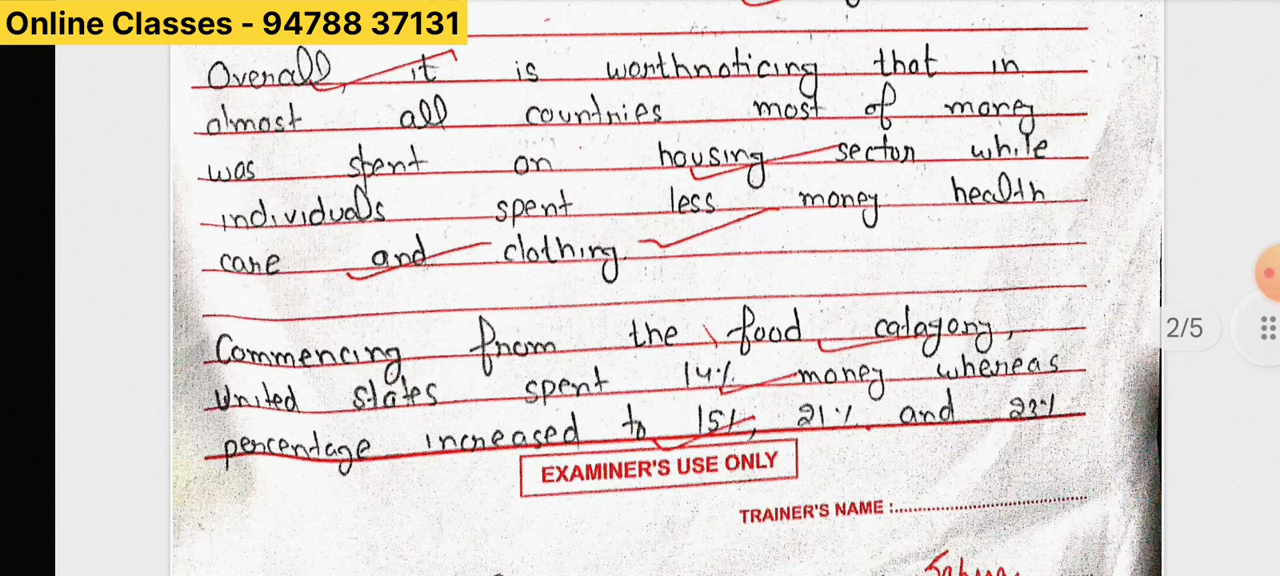 Online Classes - 94788 37131
Overall, it is worthnoticing that in
almost all countries most of money
was spent on housing sector while
individuals spent less money health
care and clothing.
Commencing from the food catagory,
United states spent 14% money whereas
percentage increased to 15%, 21% and 22%
2/5
EXAMINER'S USE ONLY
TRAINER'S NAME :